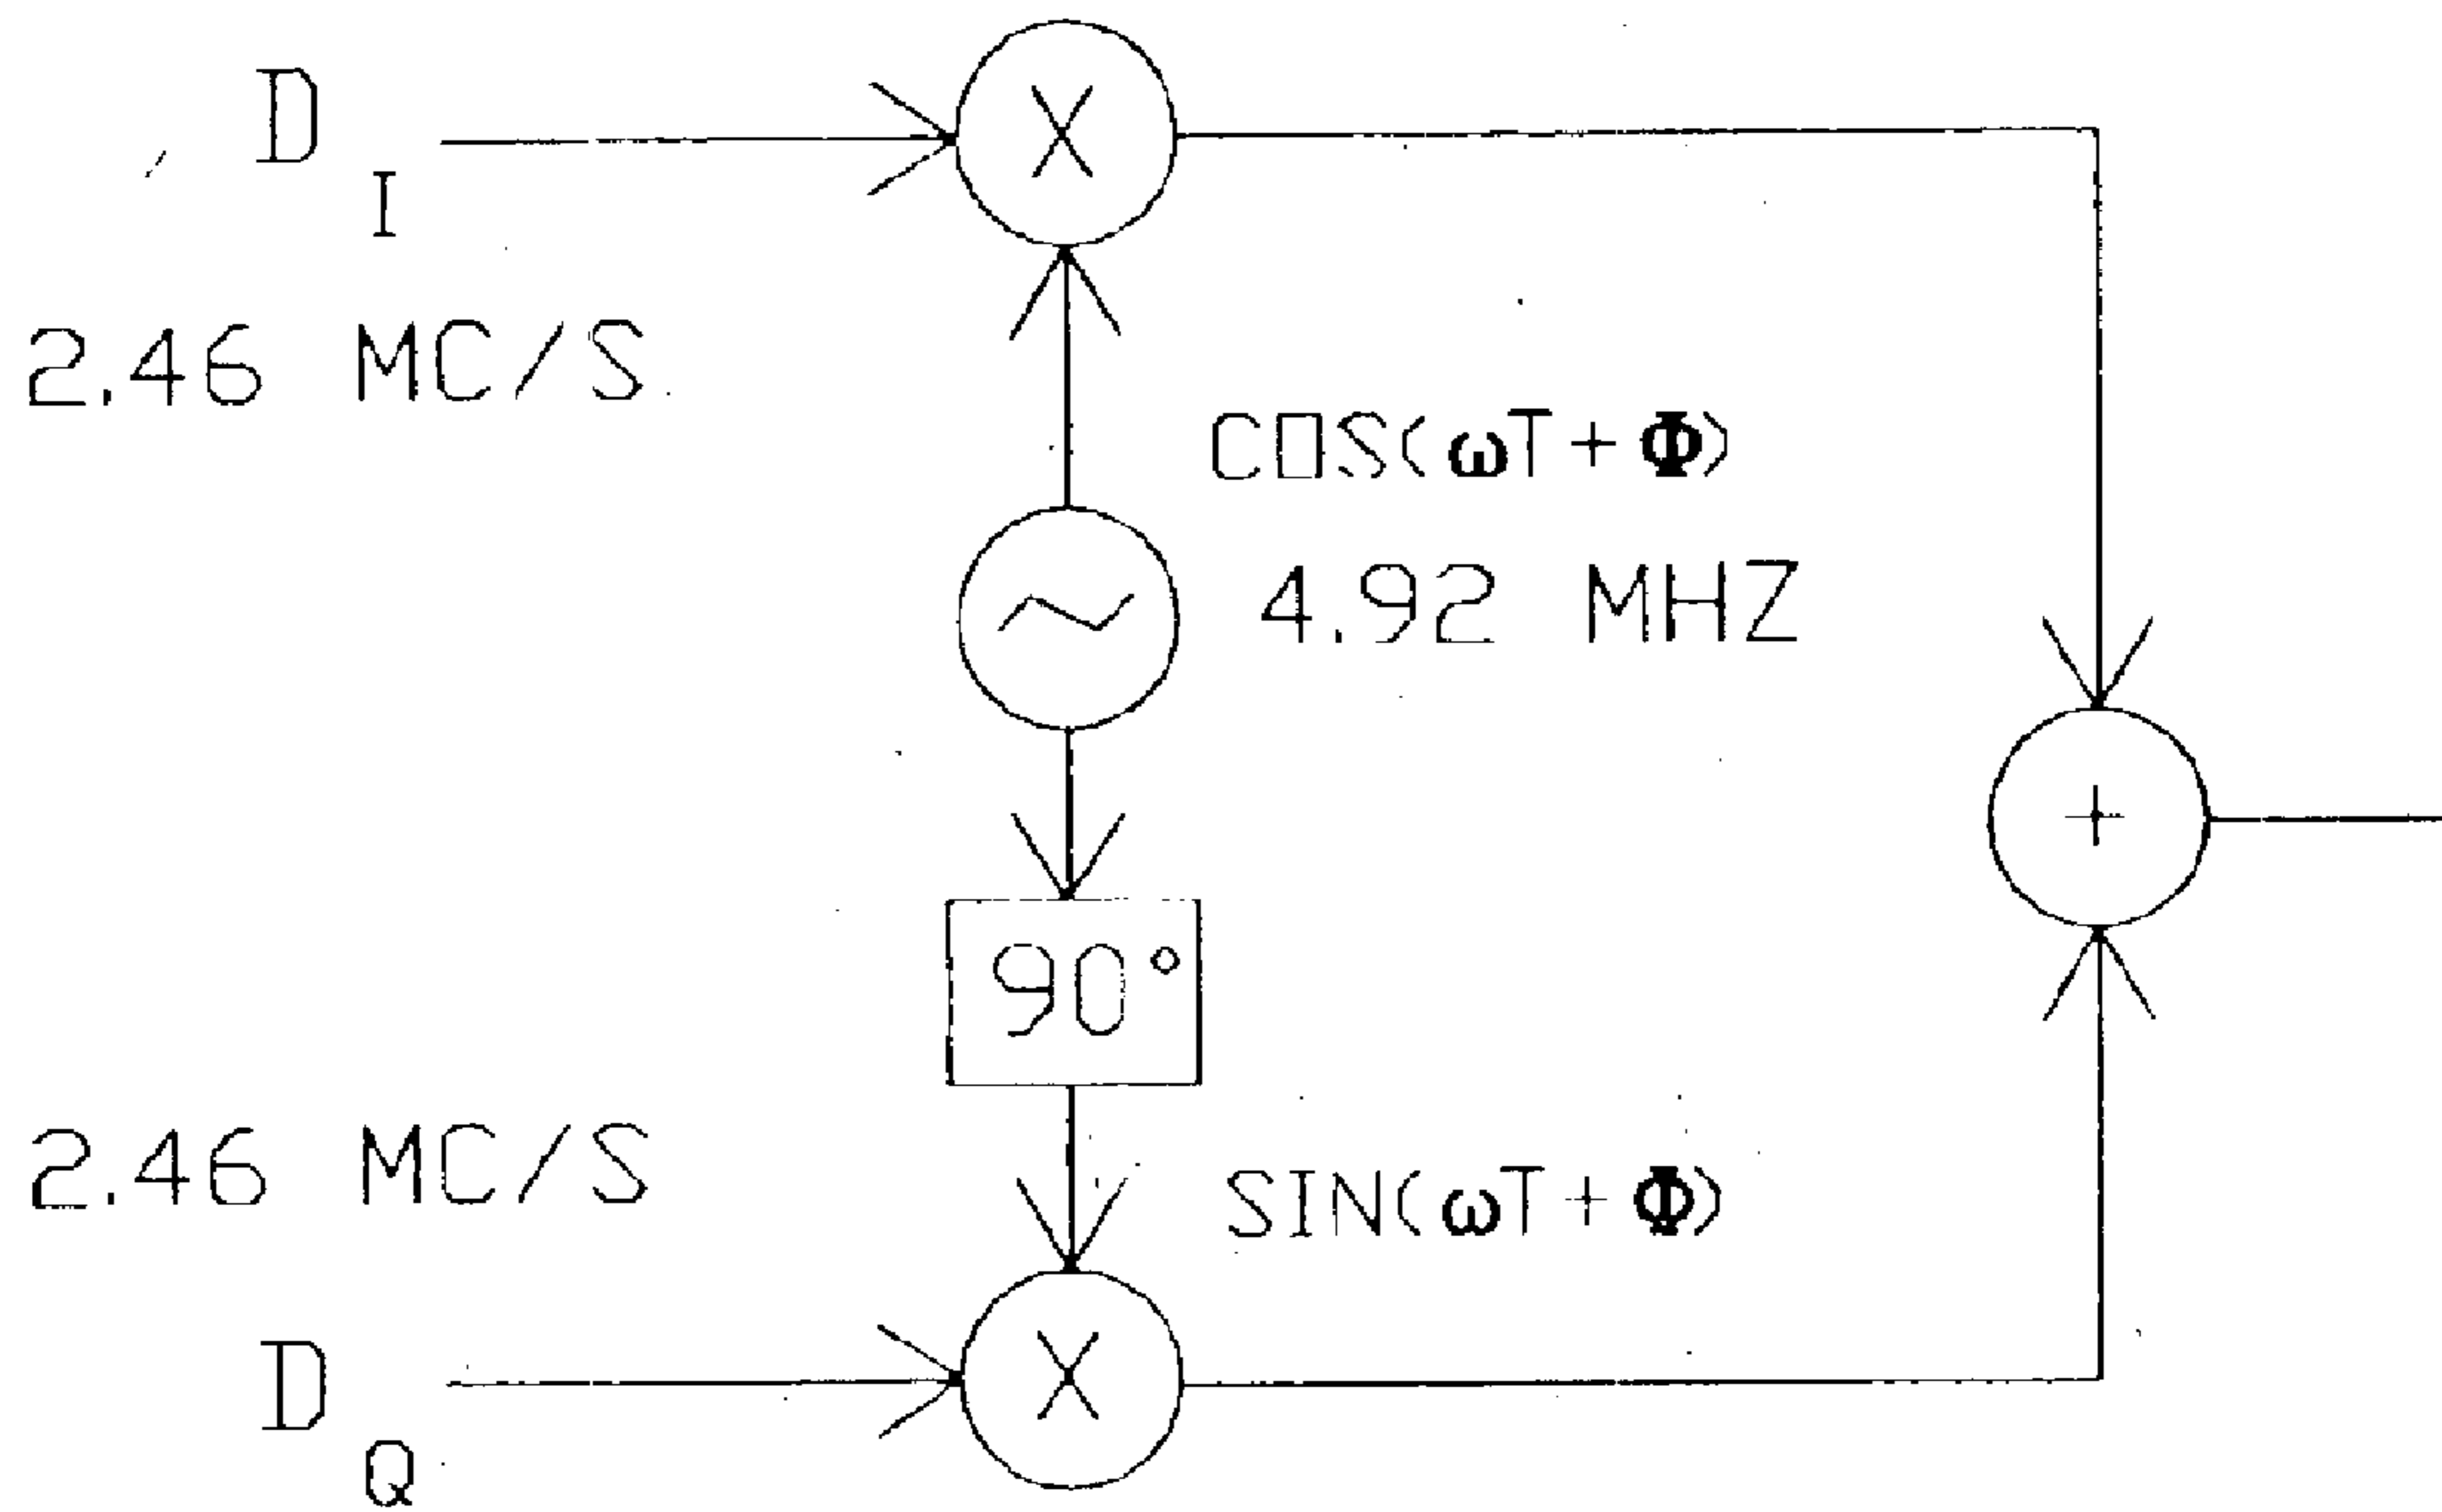 D
I
X
2.46 MC/S
COS(ωT+Φ)
4.92 MHZ
+
90°
2.46 MC/S
SIN(ωT+Φ)
D
Q
X